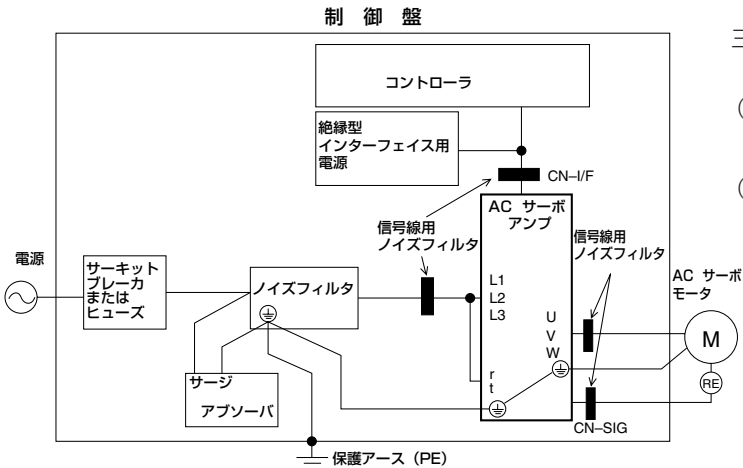 制 御 盤
コントローラ
絶縁型
インターフェイス用
電源
CN–I/F
AC サーボ
アンプ
信号線用
ノイズフィルタ
信号線用
ノイズフィルタ
電源
サーキット
ブレーカ
または
ヒューズ
ノイズフィルタ
L1
L2
L3
U
V
W
r
t
AC サーボ
モータ
M
RE
サージ
アブソーバ
CN–SIG
保護アース（PE）